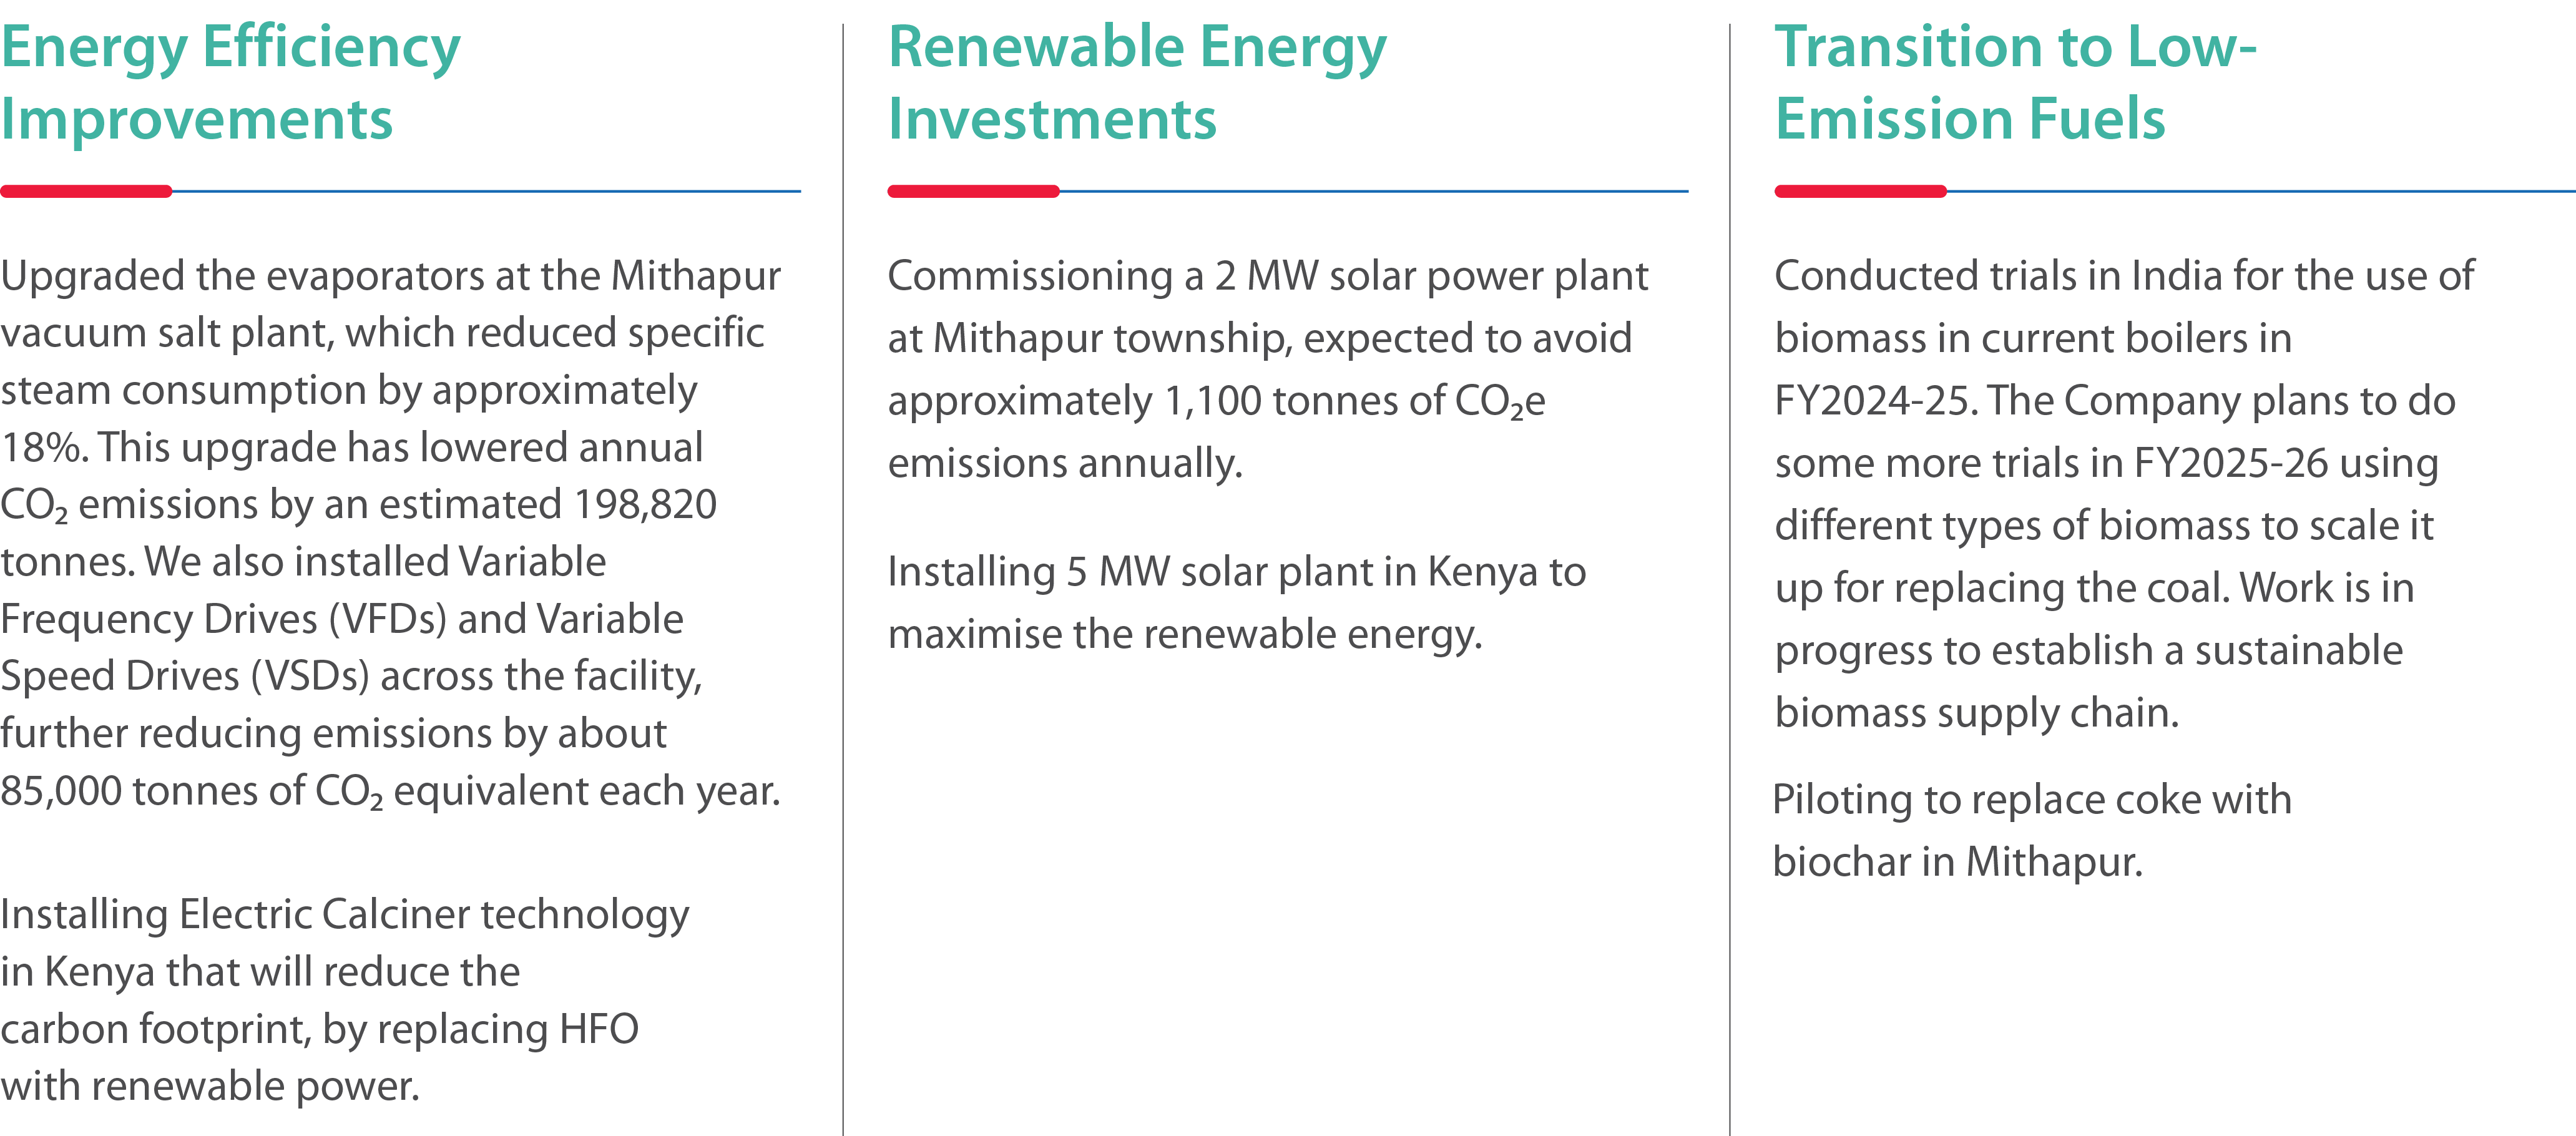 Energy Efficiency
Improvements
Upgraded the evaporators at the Mithapur
vacuum salt plant, which reduced specific
steam consumption by approximately
18%. This upgrade has lowered annual
CO₂ emissions by an estimated 198,820
tonnes. We also installed Variable
Frequency Drives (VFDs) and Variable
Speed Drives (VSDs) across the facility,
further reducing emissions by about
85,000 tonnes of CO₂ equivalent each year.
Installing Electric Calciner technology
in Kenya that will reduce the
carbon footprint, by replacing HFO
with renewable power.
Renewable Energy
Investments
Commissioning a 2 MW solar power plant
at Mithapur township, expected to avoid
approximately 1,100 tonnes of CO₂e
emissions annually.
Installing 5 MW solar plant in Kenya to
maximise the renewable energy.
Transition to Low-
Emission Fuels
Conducted trials in India for the use of
biomass in current boilers in
FY2024-25. The Company plans to do
some more trials in FY2025-26 using
different types of biomass to scale it
up for replacing the coal. Work is in
progress to establish a sustainable
biomass supply chain.
Piloting to replace coke with
biochar in Mithapur.